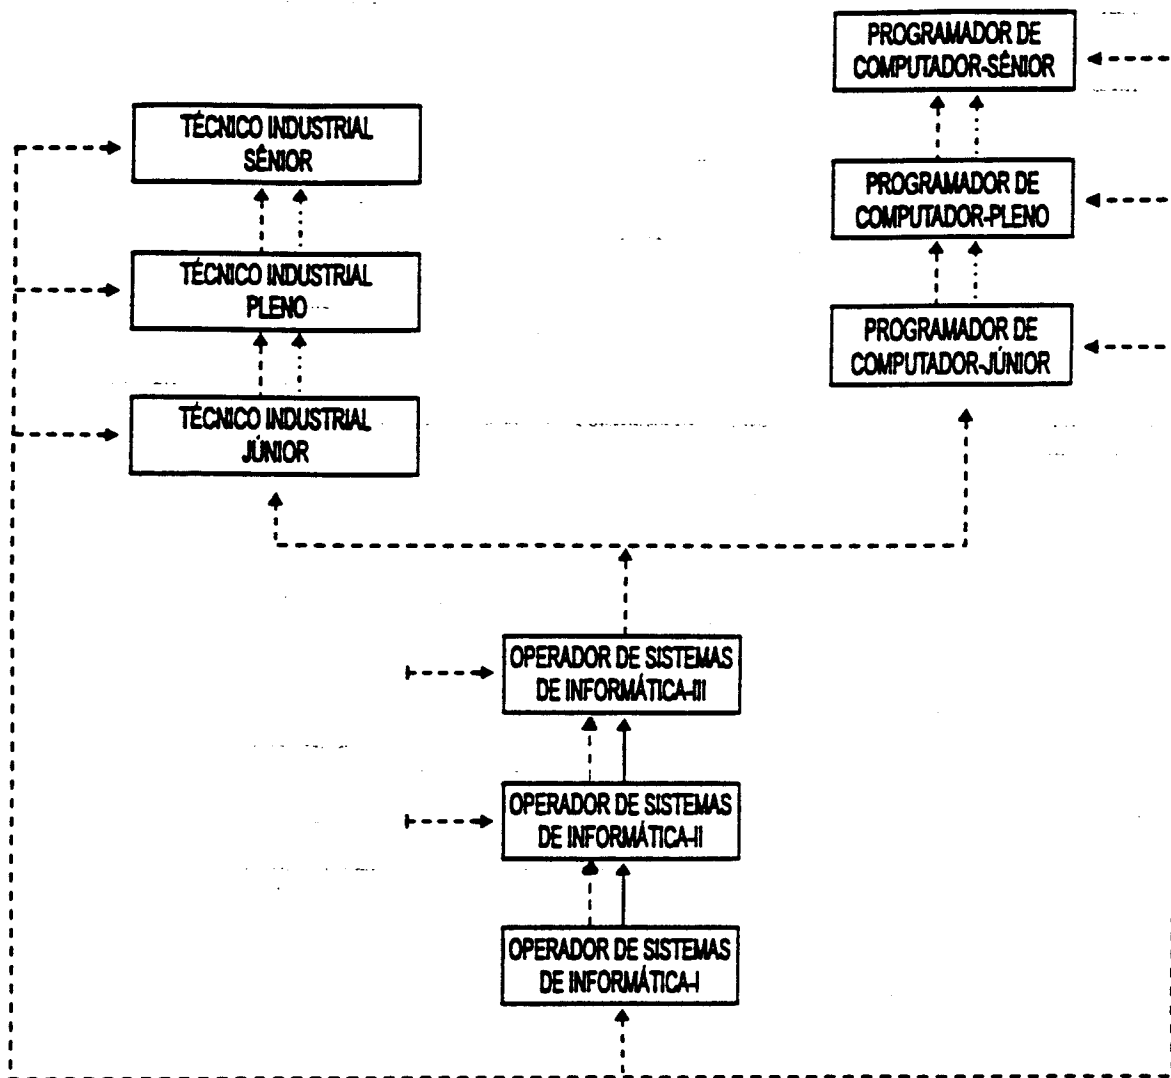 PROGRAMADOR DE
COMPUTADOR-SÊNIOR
TÉCNICO INDUSTRIAL
SÊNIOR
PROGRAMADOR DE
COMPUTADOR-PLENO
TÉCNICO INDUSTRIAL
PLENO
PROGRAMADOR DE
COMPUTADOR-JÚNIOR
TÉCNICO INDUSTRIAL
JÚNIOR
OPERADOR DE SISTEMAS
DE INFORMÁTICA-III
OPERADOR DE SISTEMAS
DE INFORMÁTICA-II
OPERADOR DE SISTEMAS
DE INFORMÁTICA-I